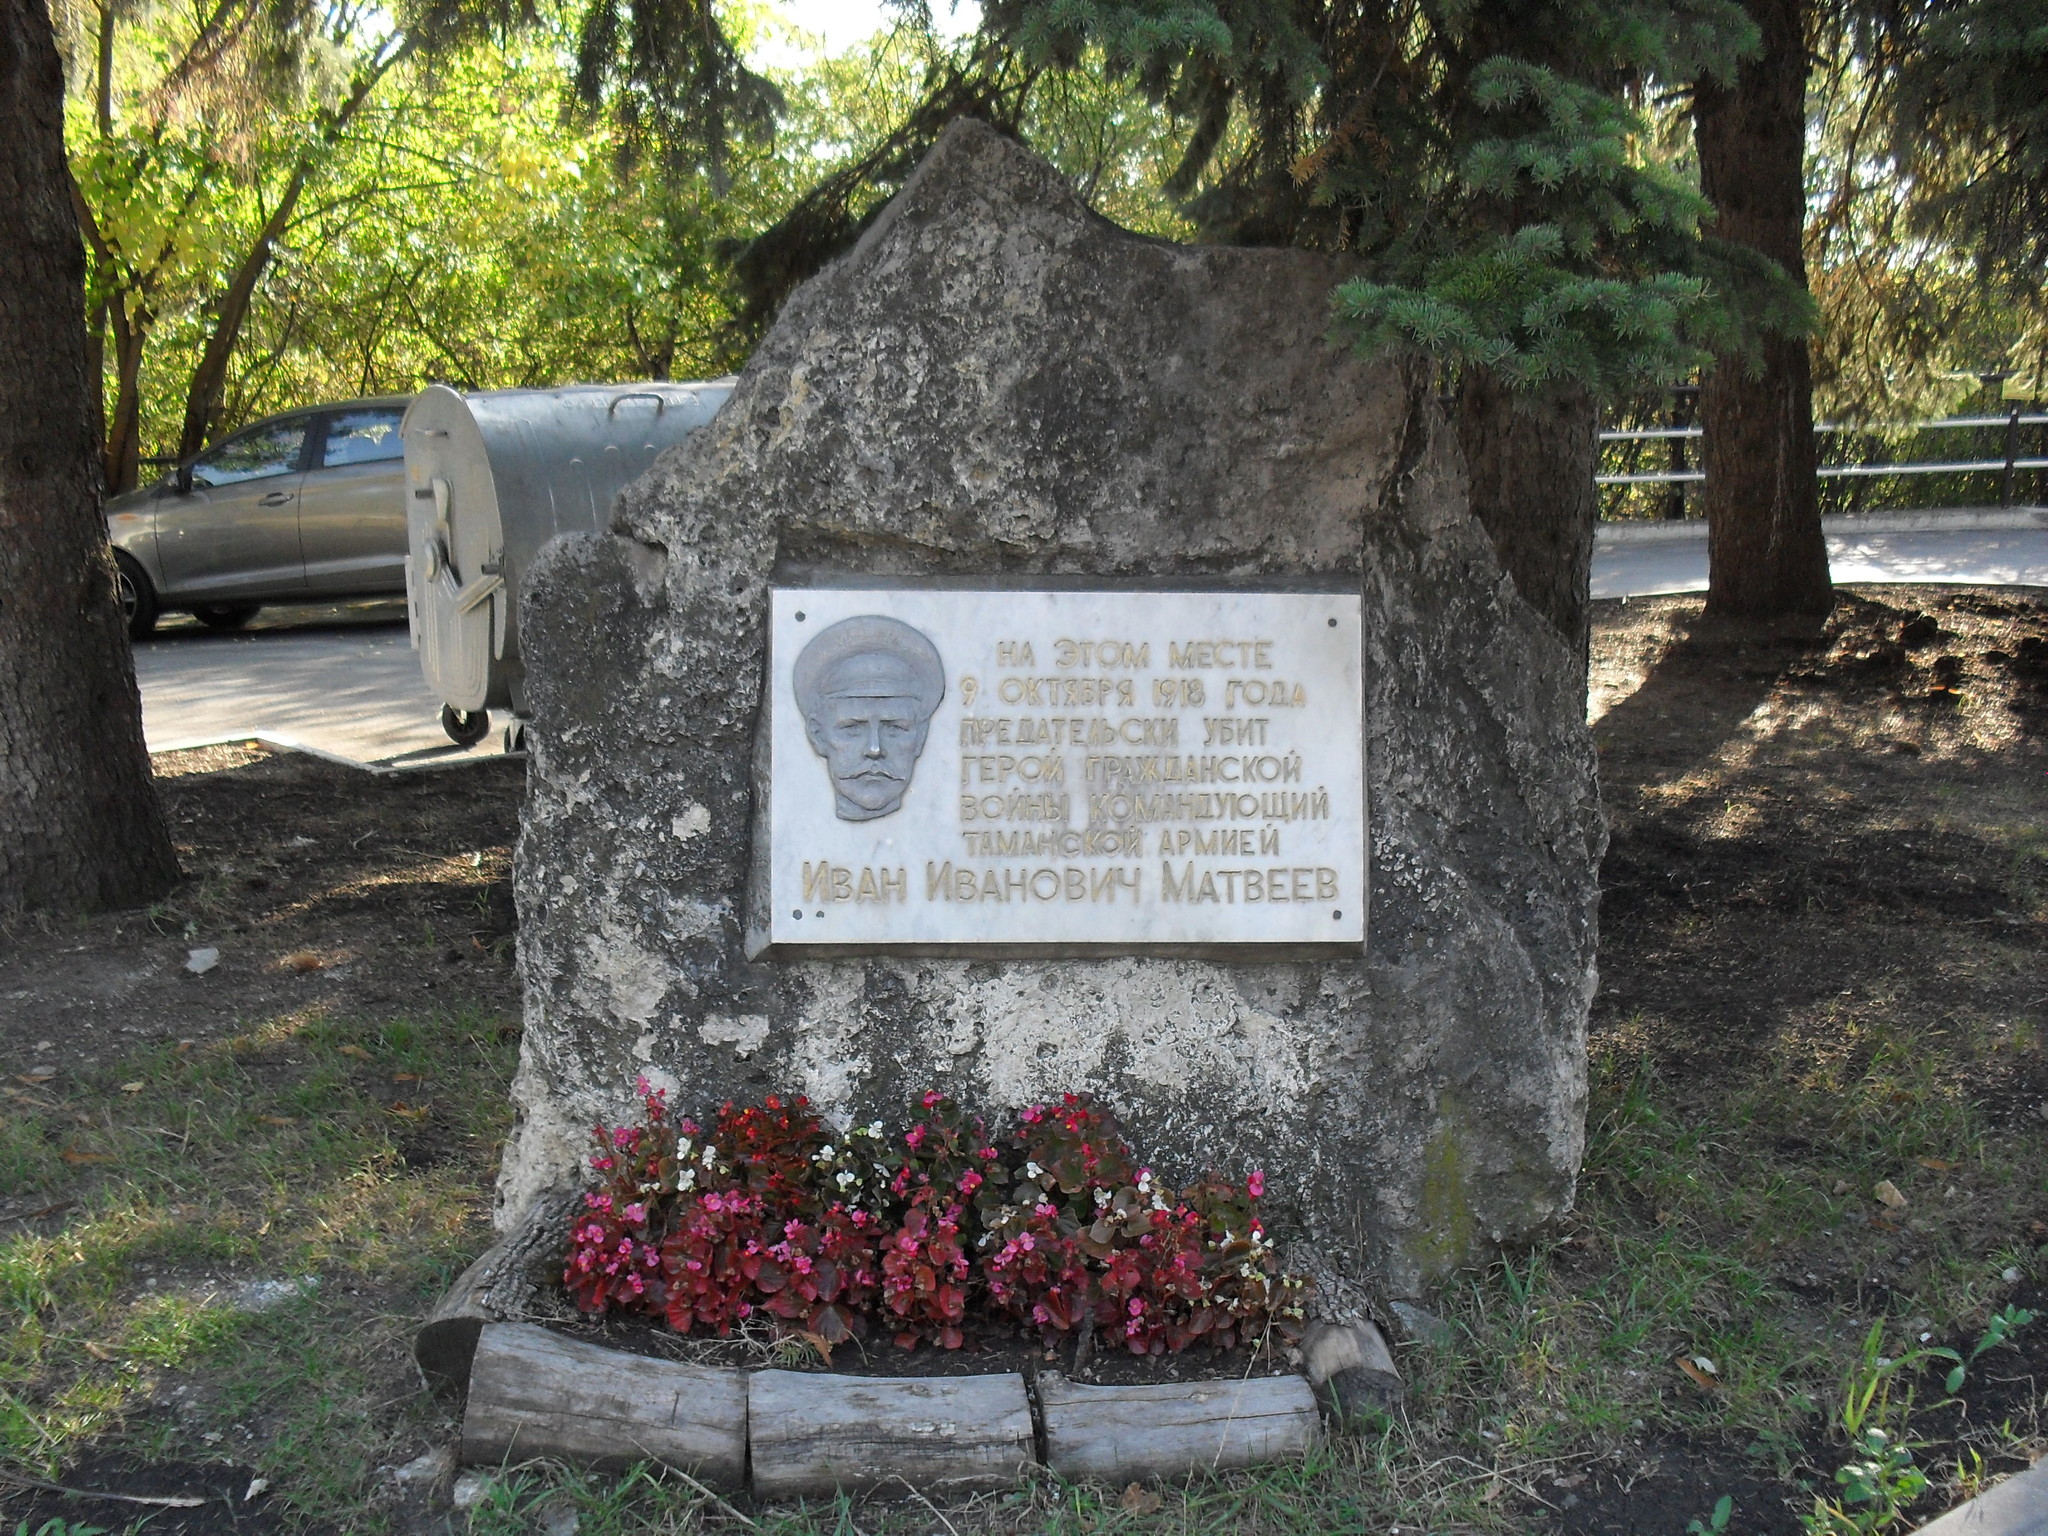 НА ЭТОМ МЕСТЕ
9 ОКТЯБРЯ 1918 ГОДА
ПРЕДАТЕЛЬСКИ УБИТ
ГЕРОЙ ГРАЖДАНСКОЙ
ВОЙНЫ КОМАНДУЮЩИЙ
ТАМАНСКОЙ АРМИЕЙ
ИВАН ИВАНОВИЧ МАТВЕЕВ